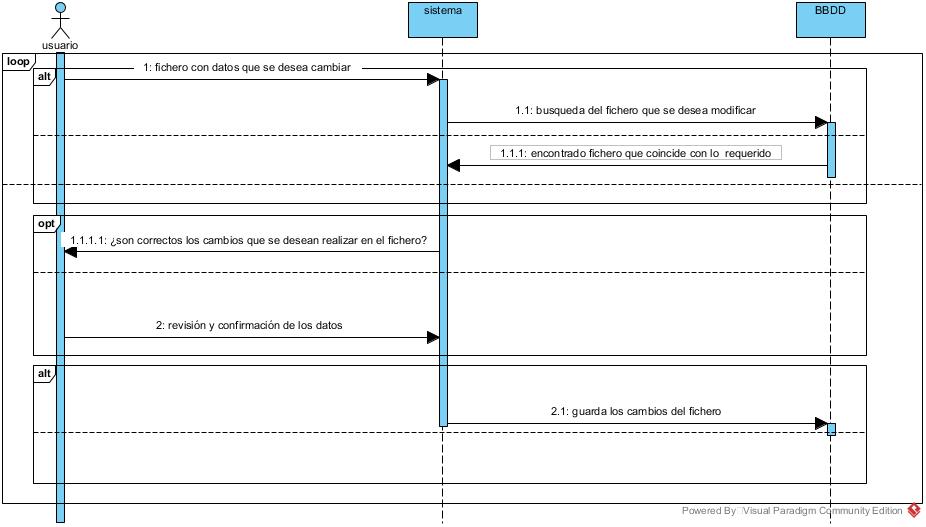 usuario
sistema
BBDD
loop
alt
1: fichero con datos que se desea cambiar
1.1: busqueda del fichero que se desea modificar
1.1.1: encontrado fichero que coincide con lo requerido
opt
1.1.1.1: ¿son correctos los cambios que se desean realizar en el fichero?
2: revisión y confirmación de los datos
alt
2.1: guarda los cambios del fichero
Powered By Visual Paradigm Community Edition